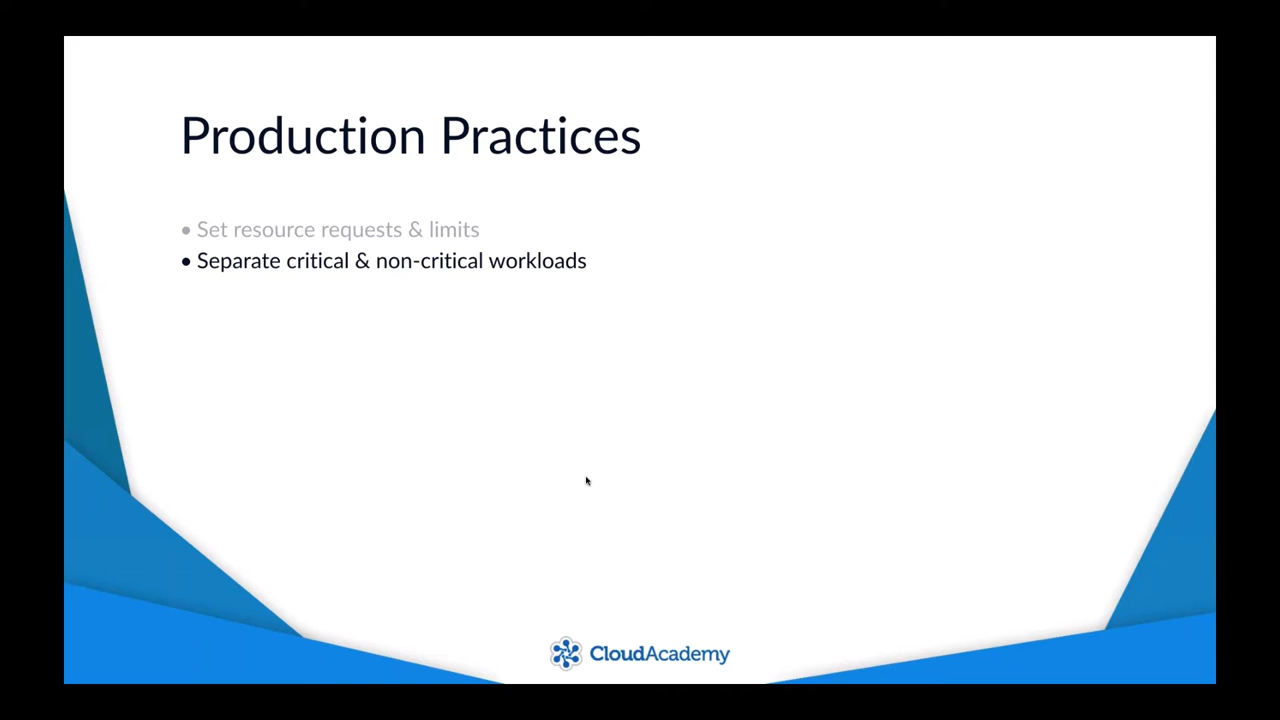 Production Practices
• Set resource requests & limits
• Separate critical & non-critical workloads
CloudAcademy